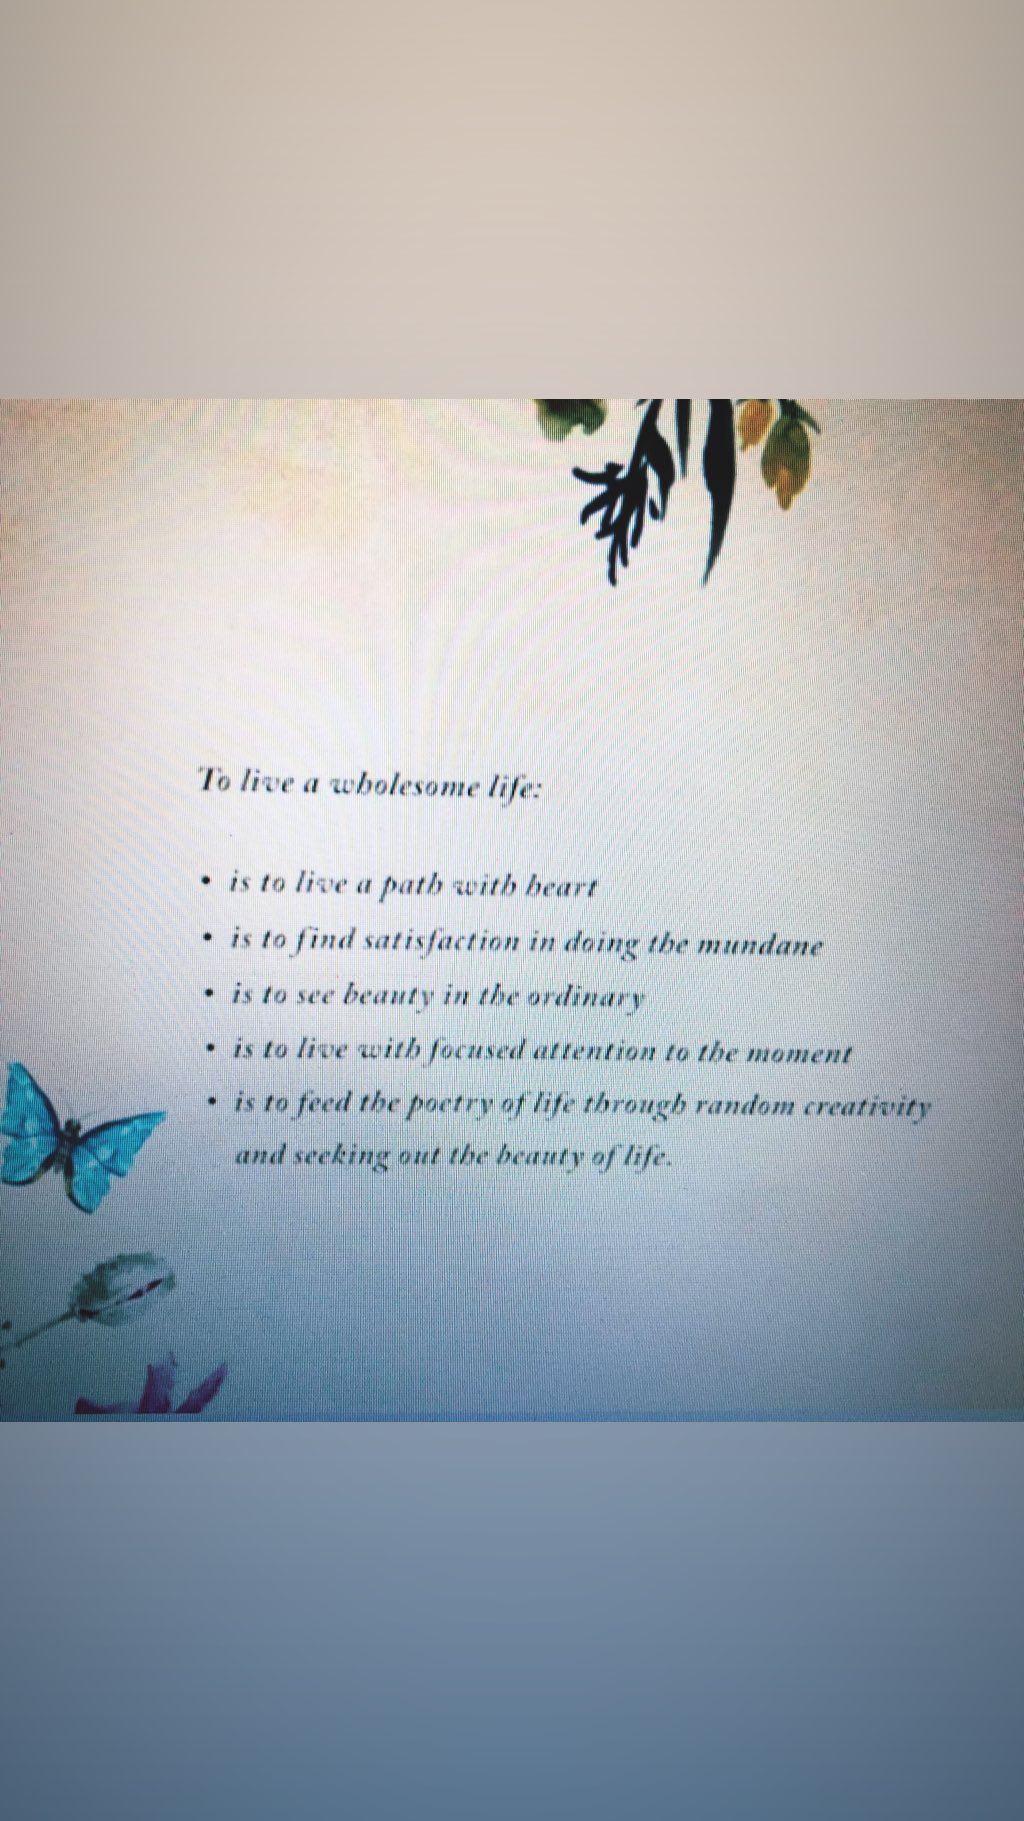 To live a wholesome life:
• is to live a path with heart
• is to find satisfaction in doing the mundane
• is to see beauty in the ordinary
• is to live with focused attention to the moment
• is to feed the poetry of life through random creativity
and seeking out the beauty of life.